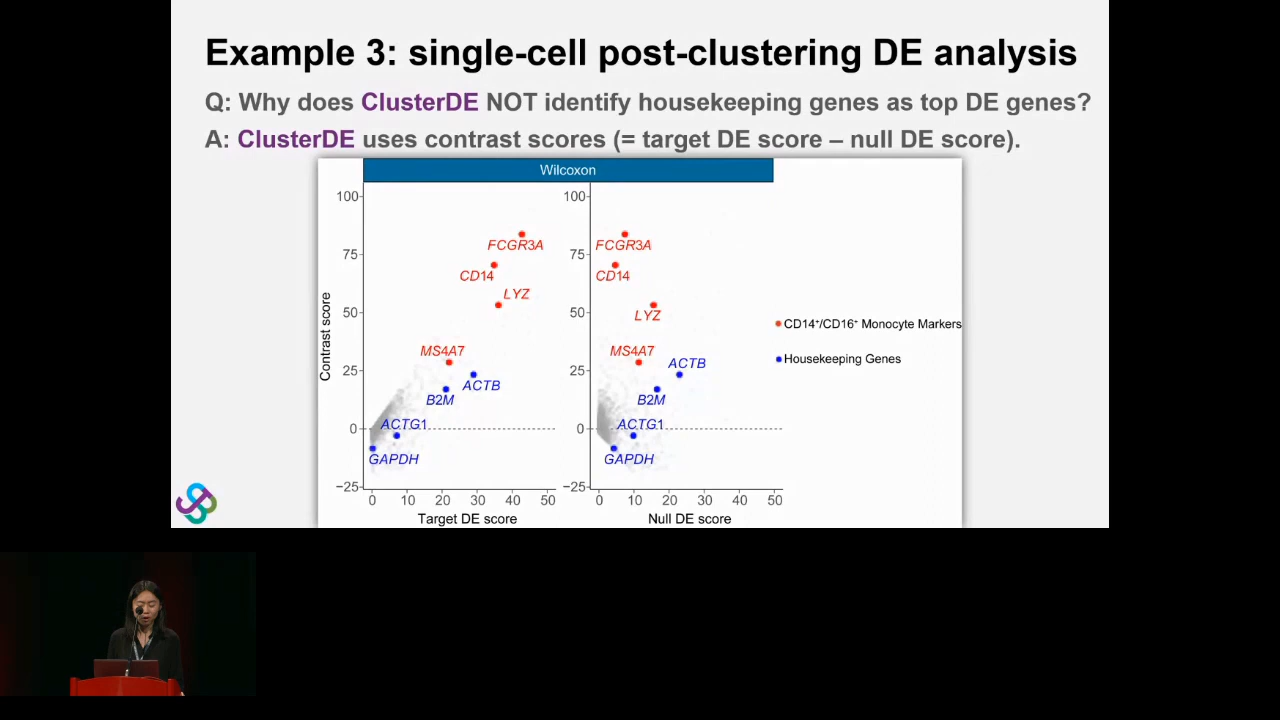 Example 3: single-cell post-clustering DE analysis
Q: Why does ClusterDE NOT identify housekeeping genes as top DE genes?
A: ClusterDE uses contrast scores (= target DE score – null DE score).
Wilcoxon
100
75
50
25
0
−25
Contrast score
FCGR3A
CD14
LYZ
MS4A7
ACTB
B2M
ACTG1
GAPDH
0 10 20 30 40 50
Target DE score
100
75
50
25
0
−25
FCGR3A
CD14
LYZ
MS4A7
ACTB
B2M
ACTG1
GAPDH
0 10 20 30 40 50
Null DE score
CD14⁺/CD16⁺ Monocyte Markers
Housekeeping Genes